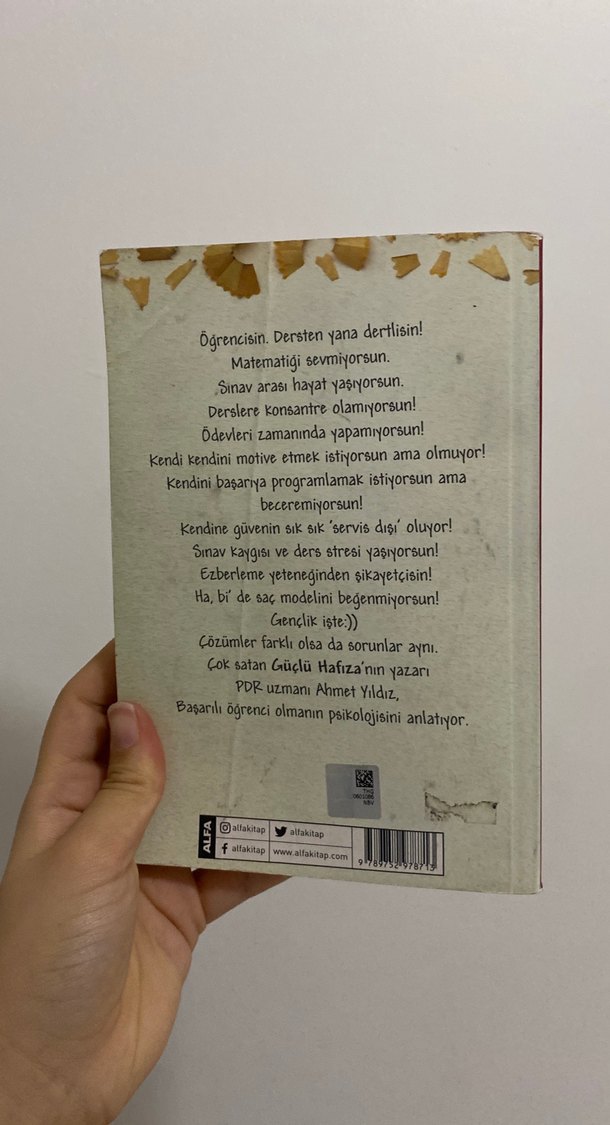 Öğrencisin. Dersten yana dertlisin!
Matematiği sevmiyorsun.
Sınav arası hayat yaşıyorsun.
Derslere konsantre olamıyorsun!
Ödevleri zamanında yapamıyorsun!
Kendi kendini motive etmek istiyorsun ama olmuyor!
Kendini başarıya programlamak istiyorsun ama
beceremiyorsun!
Kendine güvenin sık sık 'servis dışı' oluyor!
Sınav kaygısı ve ders stresi yaşıyorsun!
Ezberleme yeteneğinden şikayetçisin!
Ha, bi' de saç modelini beğenmiyorsun!
Gençlik işte:))
Çözümler farklı olsa da sorunlar aynı.
Çok satan Güçlü Hafıza'nın yazarı
PDR uzmanı Ahmet Yıldız,
Başarılı öğrenci olmanın psikolojisini anlatıyor.
ALFA
alfakitap
alfakitap
alfakitap
www.alfakitap.com
9 789752 978713